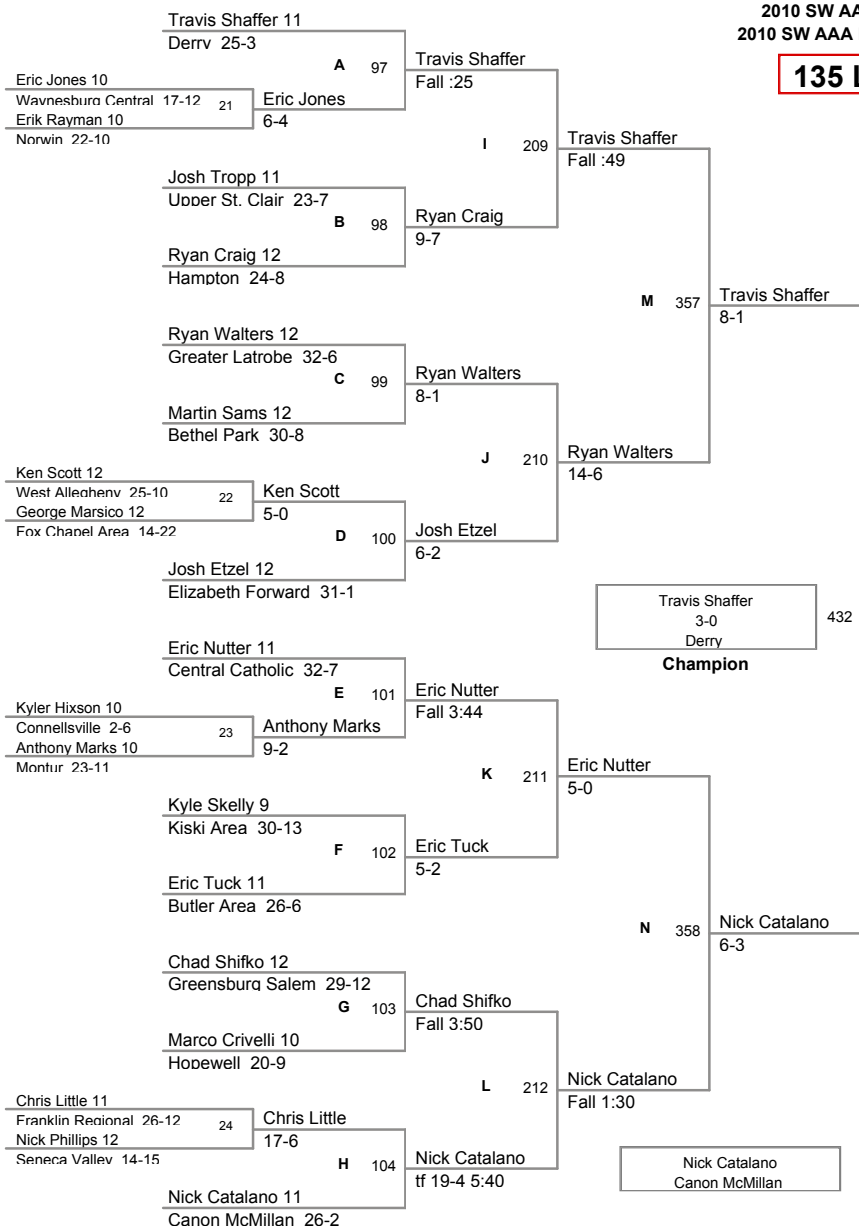 2010 SW AA
2010 SW AAA
135 L
Travis Shaffer 11
Derry 25-3
A 97
Travis Shaffer
Fall :25
Eric Jones 10
Waynesburg Central 17-12
21
Eric Jones
6-4
Erik Rayman 10
Norwin 22-10
I 209
Travis Shaffer
Fall :49
Josh Tropp 11
Upper St. Clair 23-7
B 98
Ryan Craig
9-7
Ryan Craig 12
Hampton 24-8
M 357
Travis Shaffer
8-1
Ryan Walters 12
Greater Latrobe 32-6
C 99
Ryan Walters
8-1
Martin Sams 12
Bethel Park 30-8
J 210
Ryan Walters
14-6
Ken Scott 12
West Allegheny 25-10
22
Ken Scott
5-0
George Marsico 12
Fox Chapel Area 14-22
D 100
Josh Etzel
6-2
Josh Etzel 12
Elizabeth Forward 31-1
Travis Shaffer
3-0
Derry
432
Champion
Eric Nutter 11
Central Catholic 32-7
E 101
Eric Nutter
Fall 3:44
Kyler Hixson 10
Connellsville 2-6
23
Anthony Marks
9-2
Anthony Marks 10
Montur 23-11
K 211
Eric Nutter
5-0
Kyle Skelly 9
Kiski Area 30-13
F 102
Eric Tuck
5-2
Eric Tuck 11
Butler Area 26-6
N 358
Nick Catalano
6-3
Chad Shifko 12
Greensburg Salem 29-12
G 103
Chad Shifko
Fall 3:50
Marco Crivelli 10
Hopewell 20-9
L 212
Nick Catalano
Fall 1:30
Chris Little 11
Franklin Regional 26-12
24
Chris Little
17-6
Nick Phillips 12
Seneca Valley 14-15
H 104
Nick Catalano
tf 19-4 5:40
Nick Catalano 11
Canon McMillan 26-2
Nick Catalano
Canon McMillan